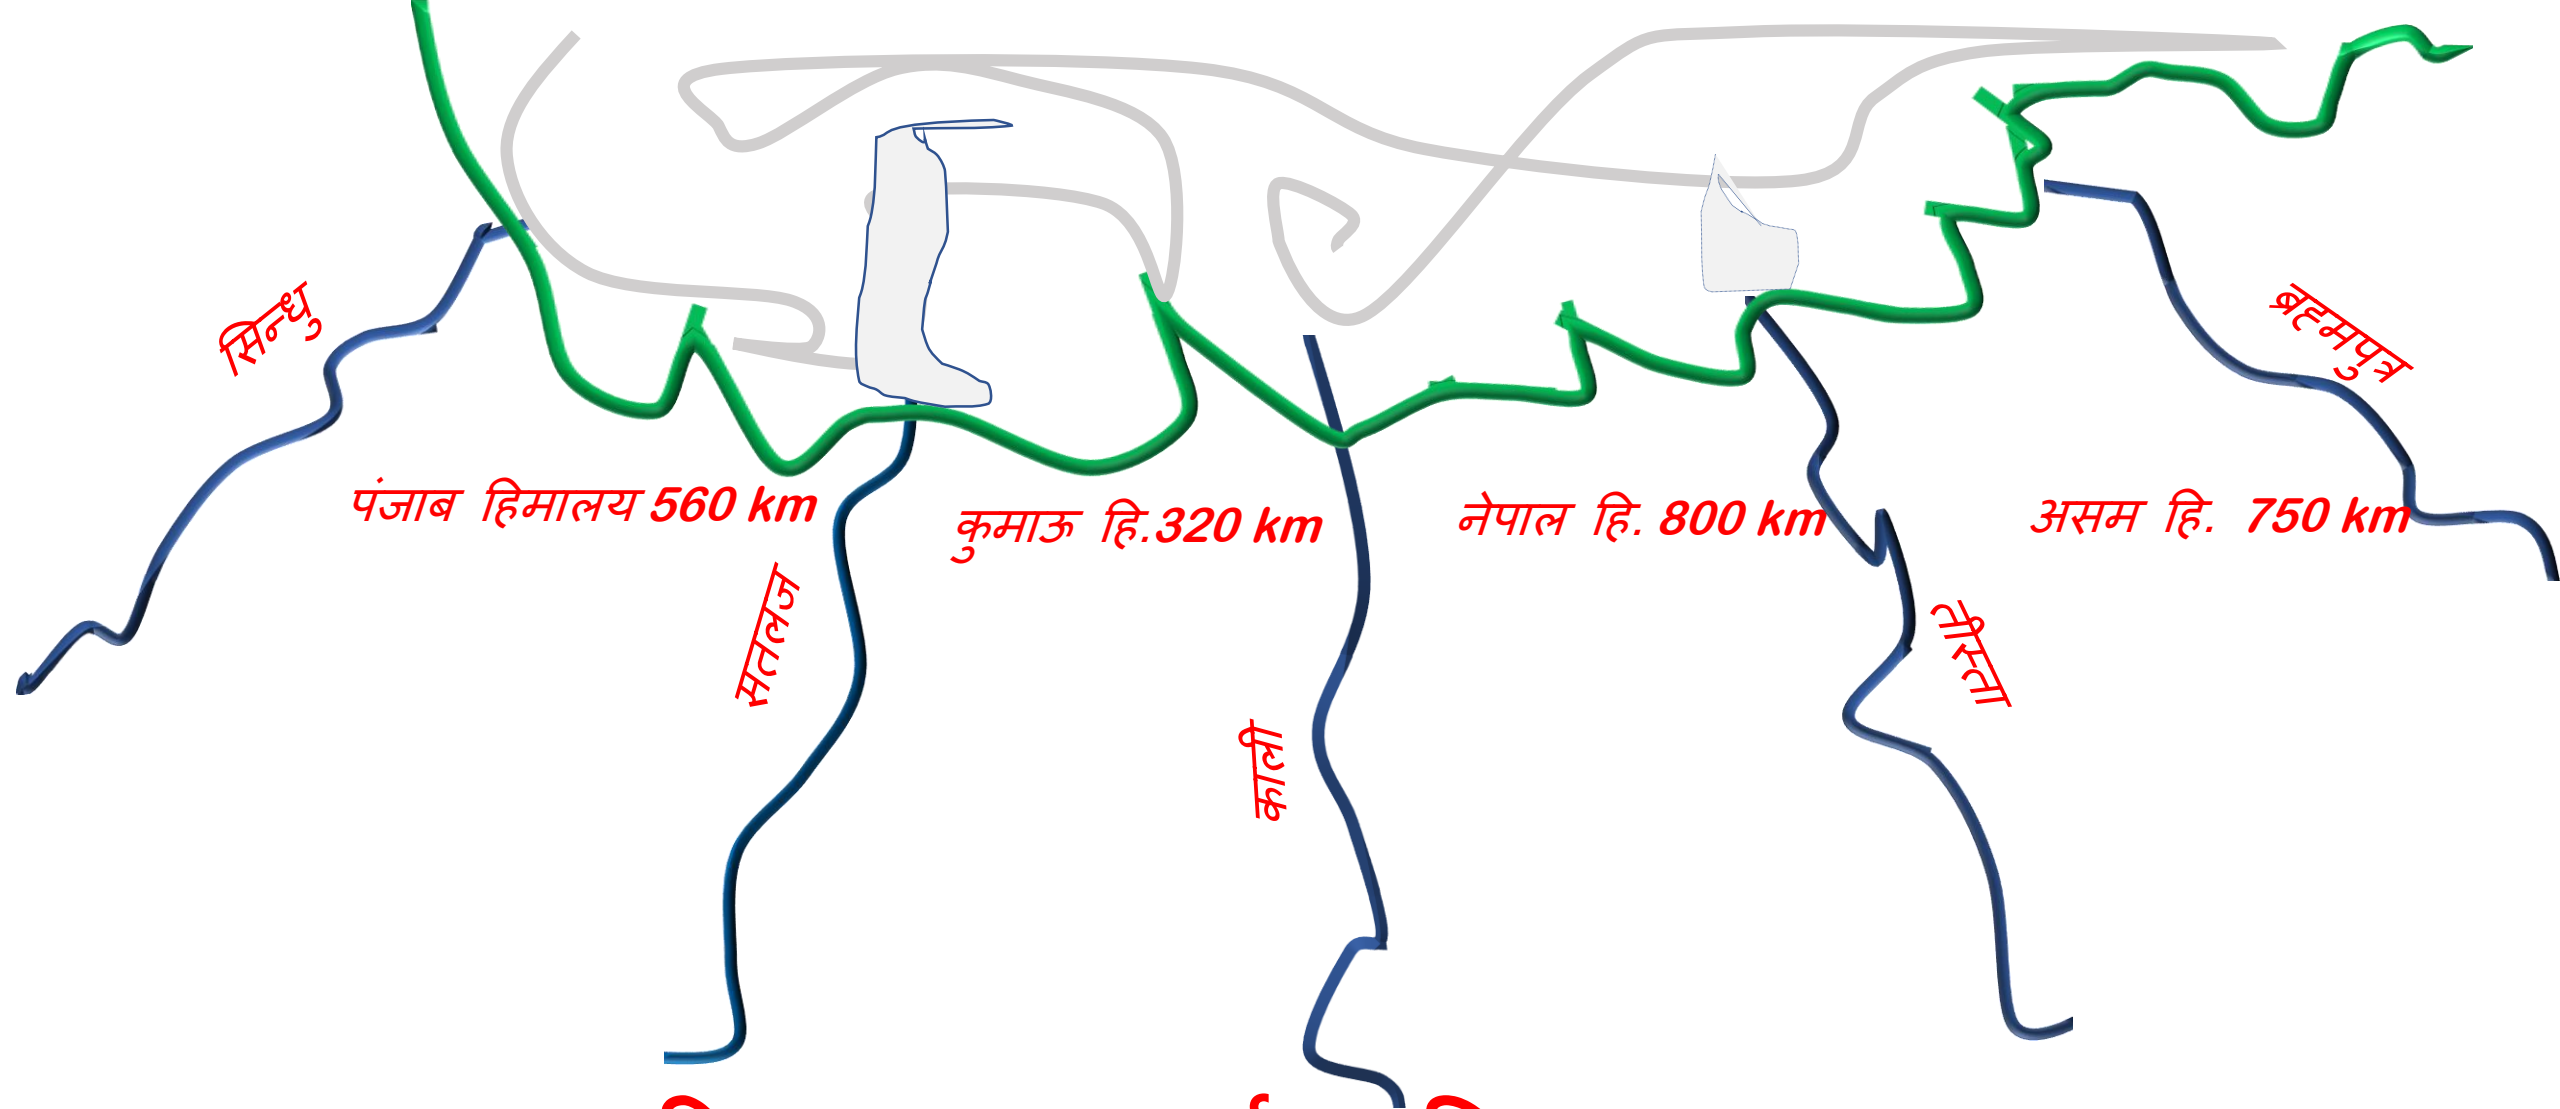 सिन्धु
ब्रह्मपुत्र
पंजाब हिमालय 560 km
कुमाऊ हि.320 km
नेपाल हि. 800 km
असम हि. 750 km
सतलज
काली
तीस्ता